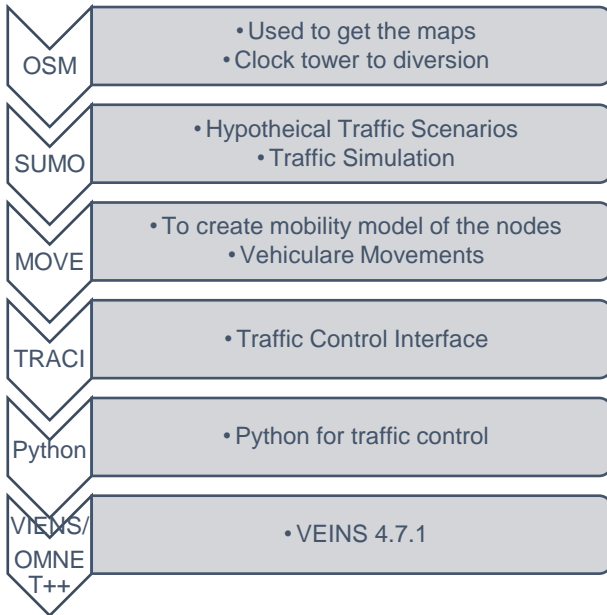 OSM
• Used to get the maps
• Clock tower to diversion
SUMO
• Hypotheical Traffic Scenarios
• Traffic Simulation
MOVE
• To create mobility model of the nodes
• Vehiculare Movements
TRACI
• Traffic Control Interface
Python
• Python for traffic control
VIENS/
OMNE
T++
• VEINS 4.7.1